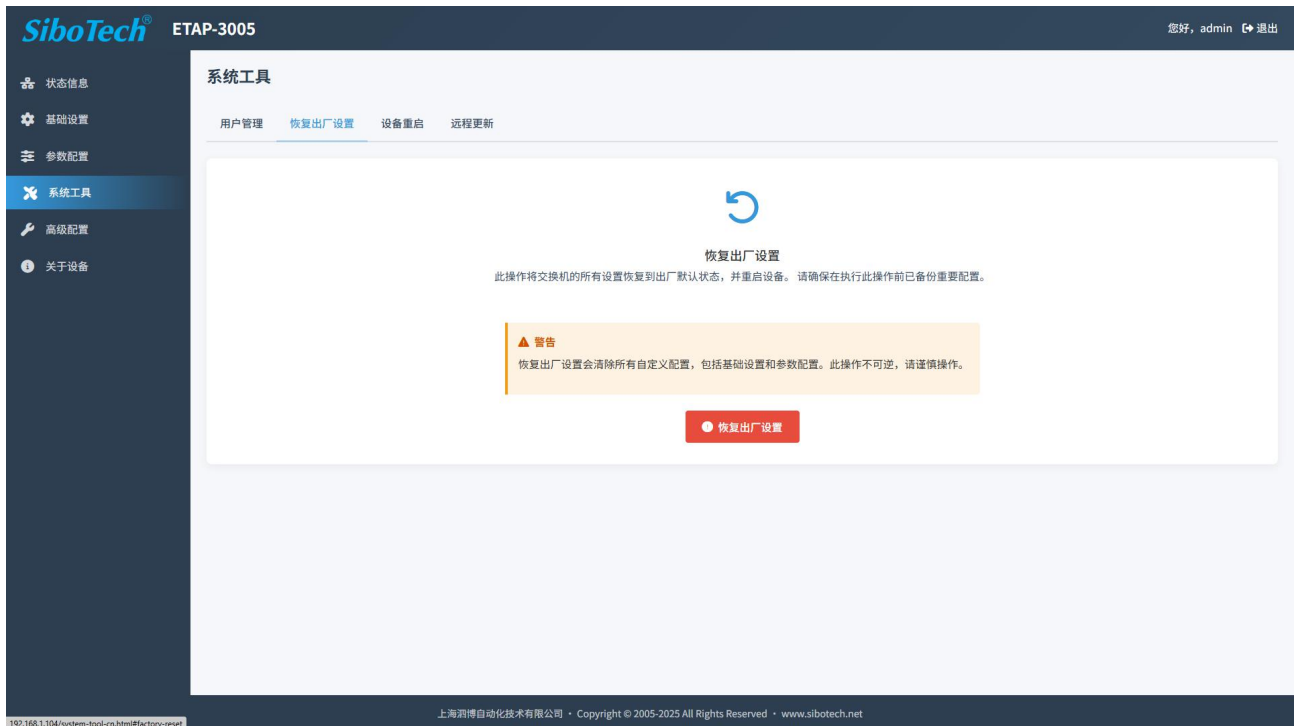 SiboTech® ETAP-3005
您好，admin 退出
状态信息
基础设置
参数配置
系统工具
高级配置
关于设备
系统工具
用户管理 恢复出厂设置 设备重启 远程更新
恢复出厂设置
此操作将交换机的所有设置恢复到出厂默认状态，并重启设备。 请确保在执行此操作前已备份重要配置。
警告
恢复出厂设置会清除所有自定义配置，包括基础设置和参数配置。此操作不可逆，请谨慎操作。
恢复出厂设置
上海泗博自动化技术有限公司 · Copyright © 2005-2025 All Rights Reserved · www.sibotech.net
192.168.1.104/system-tool-cn.html#factory-reset